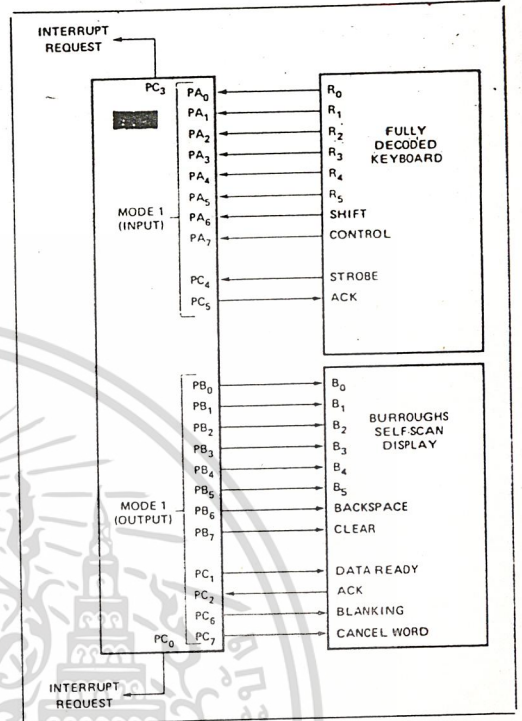 INTERRUPT
REQUEST
PC3
PA0 R0
PA1 R1
PA2 R2 FULLY
DECODED
PA3 R3 KEYBOARD
PA4 R4
PA5 R5
MODE 1
(INPUT)
PA6 SHIFT
PA7 CONTROL
PC4 STROBE
PC5 ACK
PB0 B0
PB1 B1 BURROUGHS
PB2 B2 SELF-SCAN
DISPLAY
PB3 B3
PB4 B4
PB5 B5
MODE 1
(OUTPUT)
PB6 BACKSPACE
PB7 CLEAR
PC1 DATA READY
PC2 ACK
PC6 BLANKING
PC0 PC7 CANCEL WORD
INTERRUPT
REQUEST